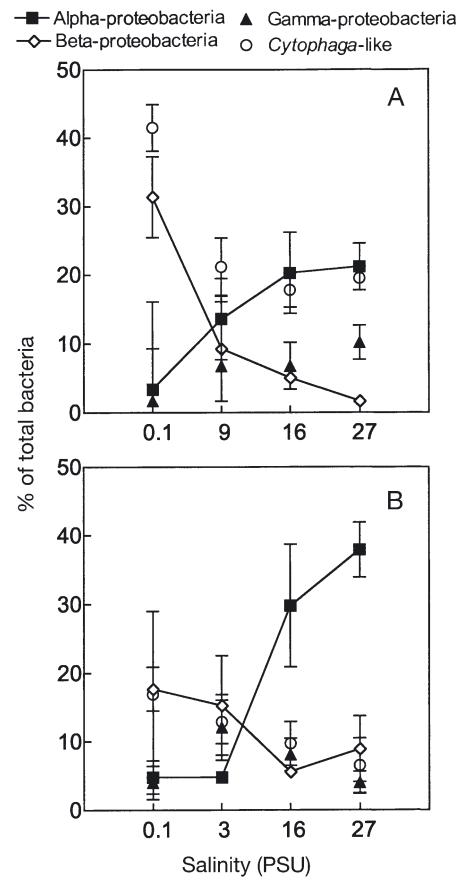 Alpha-proteobacteria Gamma-proteobacteria
Beta-proteobacteria Cytophaga-like
50
A
40
30
20
10
0
0.1 9 16 27
% of total bacteria
50
B
40
30
20
10
0
0.1 3 16 27
Salinity (PSU)